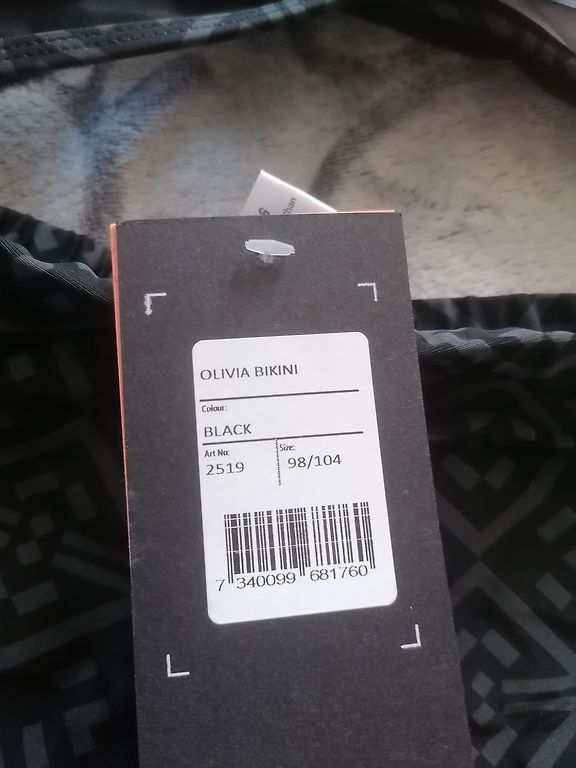 OLIVIA BIKINI
Colour:
BLACK
Art No: Size:
2519 98/104
7 340099 681760